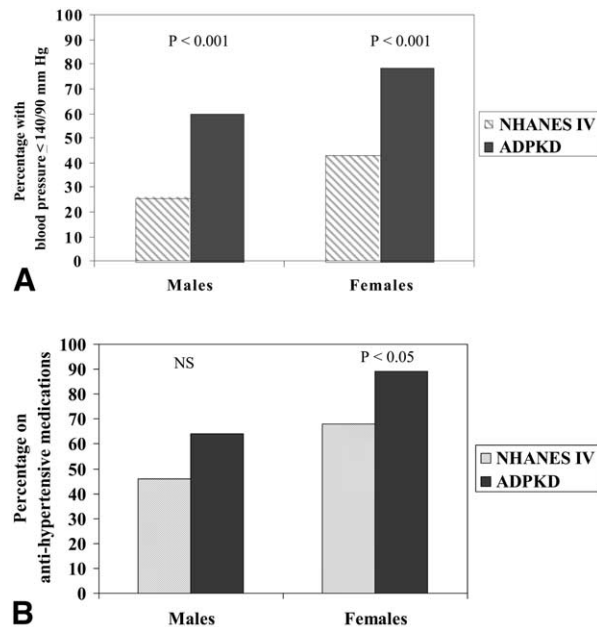 100
90
80
70
60
50
40
30
20
10
0
Percentage with
blood pressure ≤ 140/90 mm Hg
P < 0.001
P < 0.001
Males
Females
NHANES IV
ADPKD
A
100
90
80
70
60
50
40
30
20
10
0
Percentage on
anti-hypertensive medications
NS
P < 0.05
Males
Females
NHANES IV
ADPKD
B